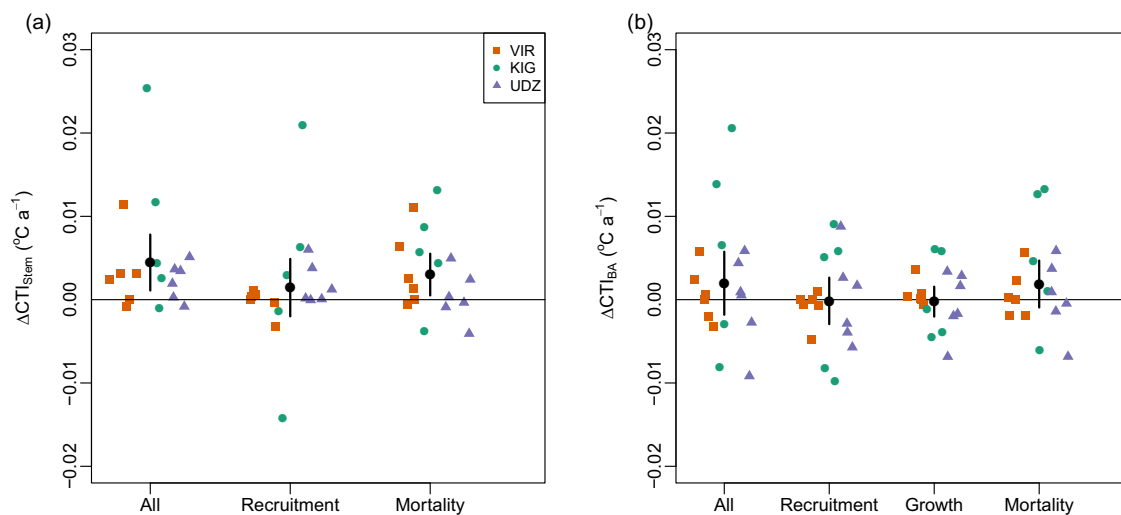 (a)
VIR
KIG
UDZ
ΔCTIStem (°C a−1)
0.03
0.02
0.01
0.00
−0.01
−0.02
All Recruitment Mortality
(b)
ΔCTIBA (°C a−1)
0.03
0.02
0.01
0.00
−0.01
−0.02
All Recruitment Growth Mortality